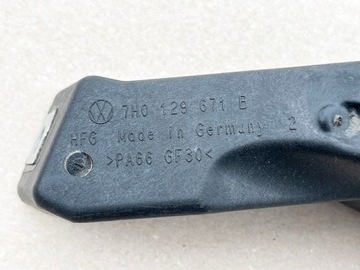 7H0 129 671 E
HFG Made in Germany 2
>PA66 GF30<